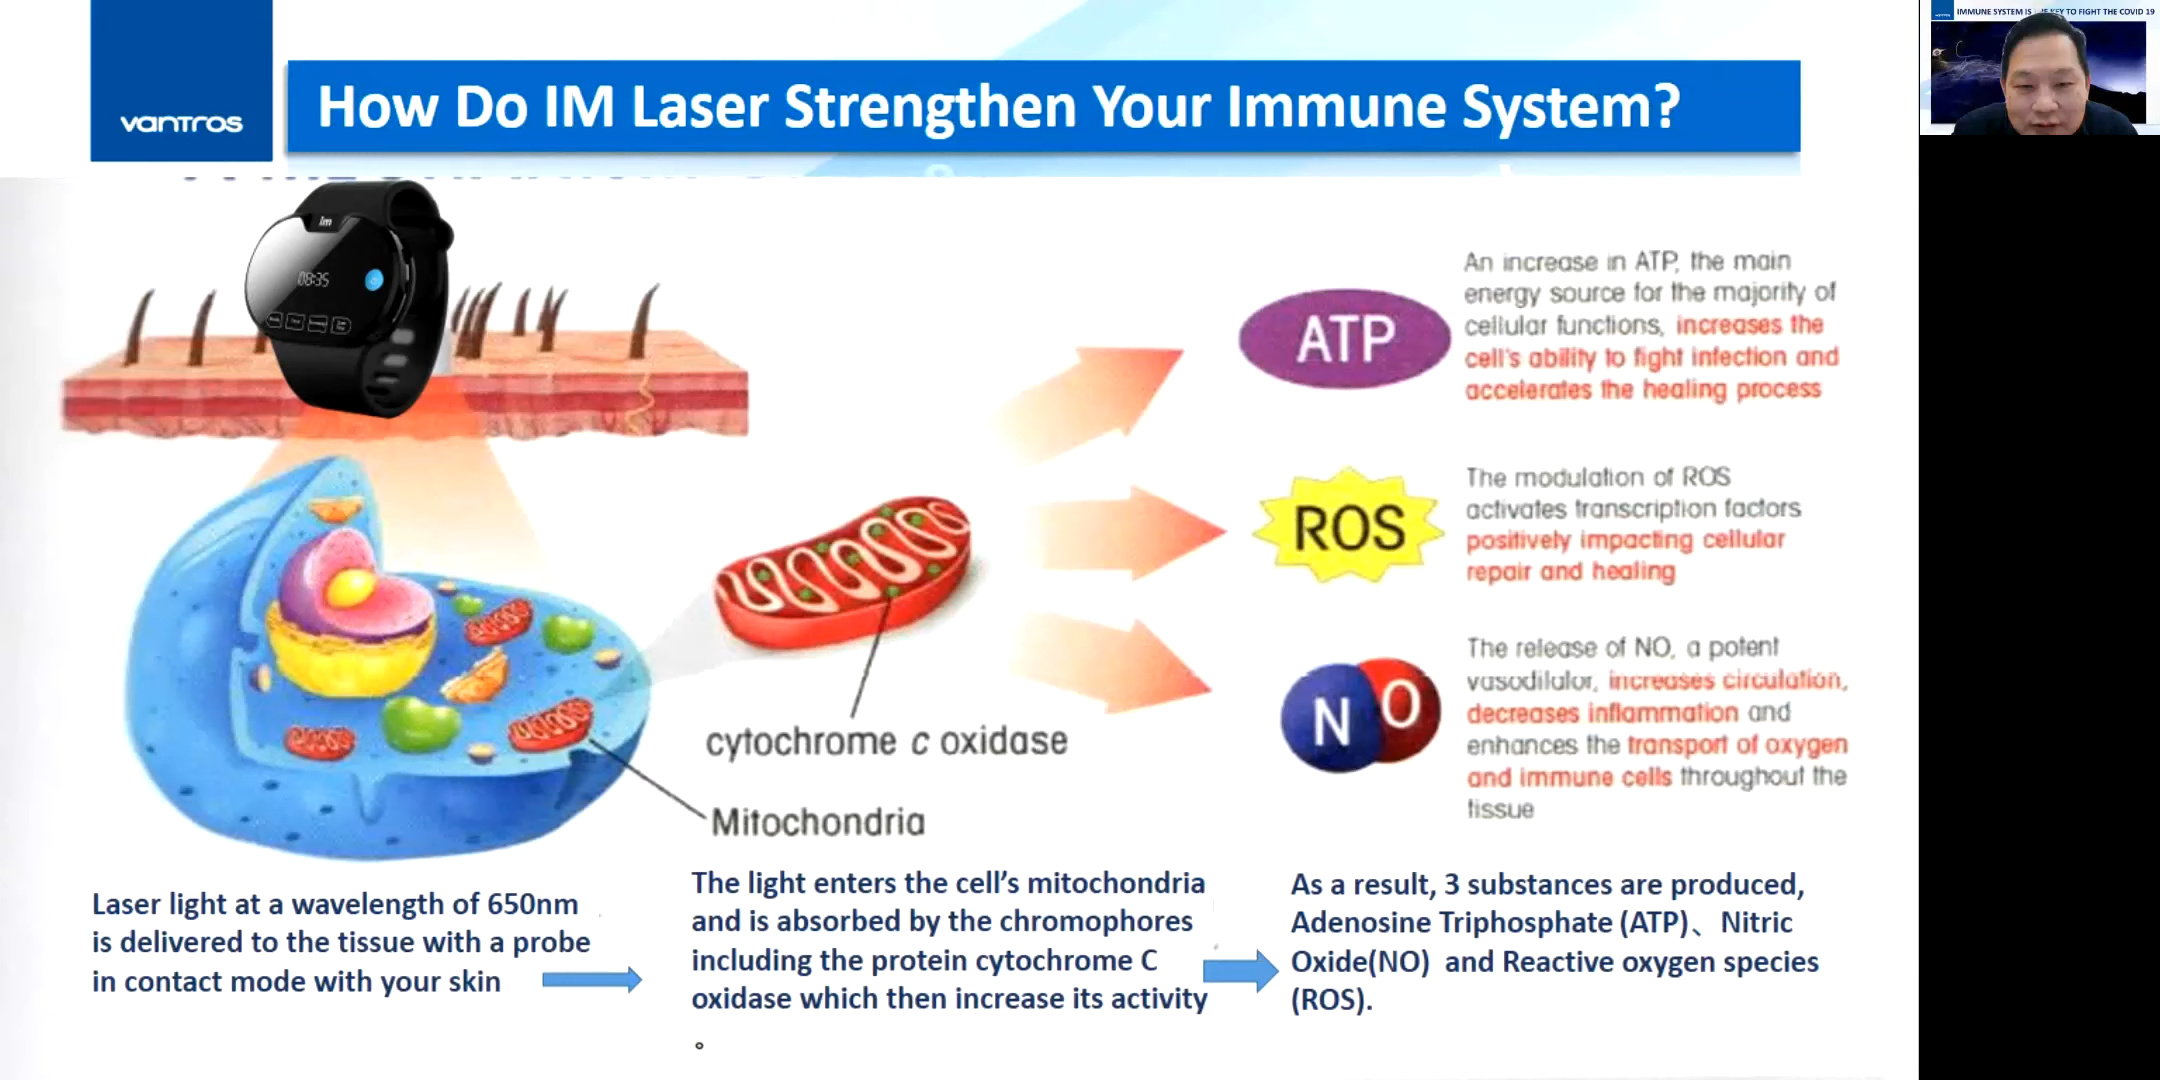 vantros
How Do IM Laser Strengthen Your Immune System?
im
08:35
ATP
An increase in ATP, the main
energy source for the majority of
cellular functions, increases the
cell's ability to fight infection and
accelerates the healing process
ROS
The modulation of ROS
activates transcription factors
positively impacting cellular
repair and healing
NO
The release of NO, a potent
vasodilator, increases circulation,
decreases inflammation and
enhances the transport of oxygen
and immune cells throughout the
tissue
cytochrome c oxidase
Mitochondria
Laser light at a wavelength of 650nm
is delivered to the tissue with a probe
in contact mode with your skin
The light enters the cell’s mitochondria
and is absorbed by the chromophores
including the protein cytochrome C
oxidase which then increase its activity
。
As a result, 3 substances are produced,
Adenosine Triphosphate (ATP)、 Nitric
Oxide(NO) and Reactive oxygen species
(ROS).
IMMUNE SYSTEM IS KEY TO FIGHT THE COVID 19